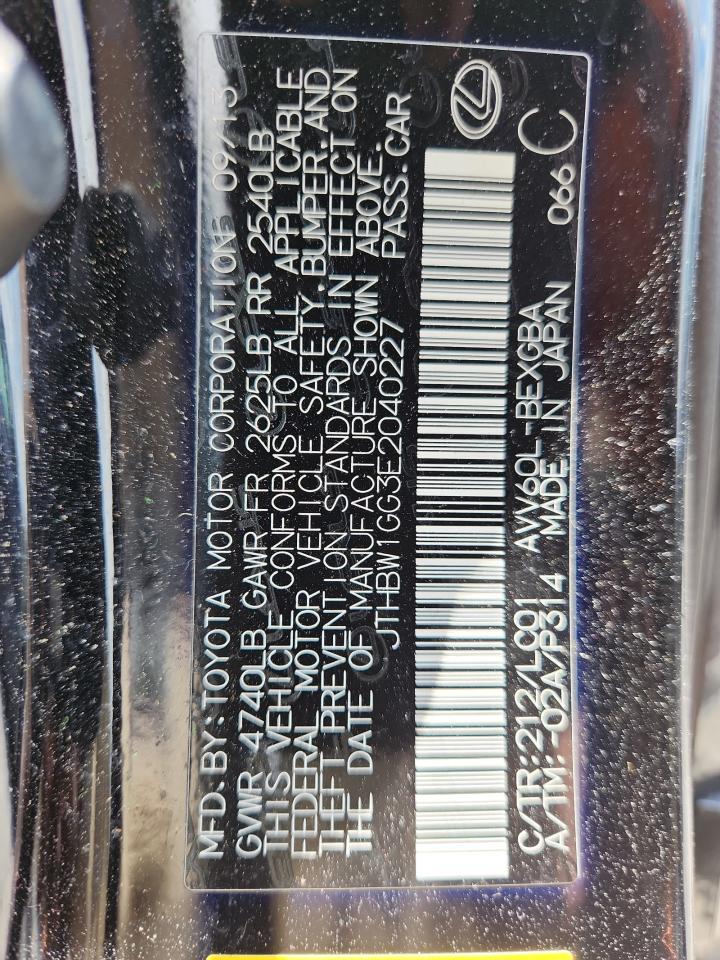 MFD. BY: TOYOTA MOTOR CORPORATION 09/13
GVWR 4740LB GAWR FR 2625LB RR 2540LB
THIS VEHICLE CONFORMS TO ALL APPLICABLE
FEDERAL MOTOR VEHICLE SAFETY, BUMPER, AND
THEFT PREVENTION STANDARDS IN EFFECT ON
THE DATE OF MANUFACTURE SHOWN ABOVE.
JTHBW1GG3E2040227 PASS. CAR
C/TR: 212/LC01 AVV60L-BEXGBA
A/TM: -02A/P314 MADE IN JAPAN 066 C